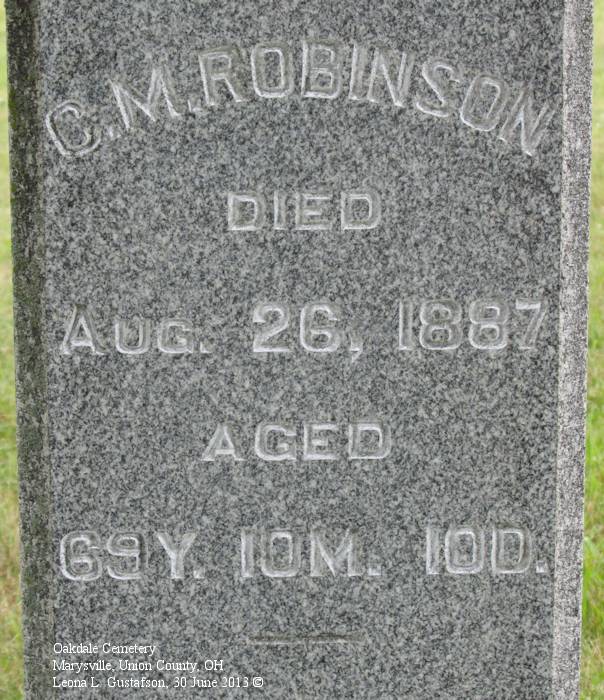 C. M. ROBINSON
DIED
AUG. 26, 1887
AGED
69Y. 10M. 10D.
Oakdale Cemetery
Marysville, Union County, OH
Leona L. Gustafson, 30 June 2013 ©